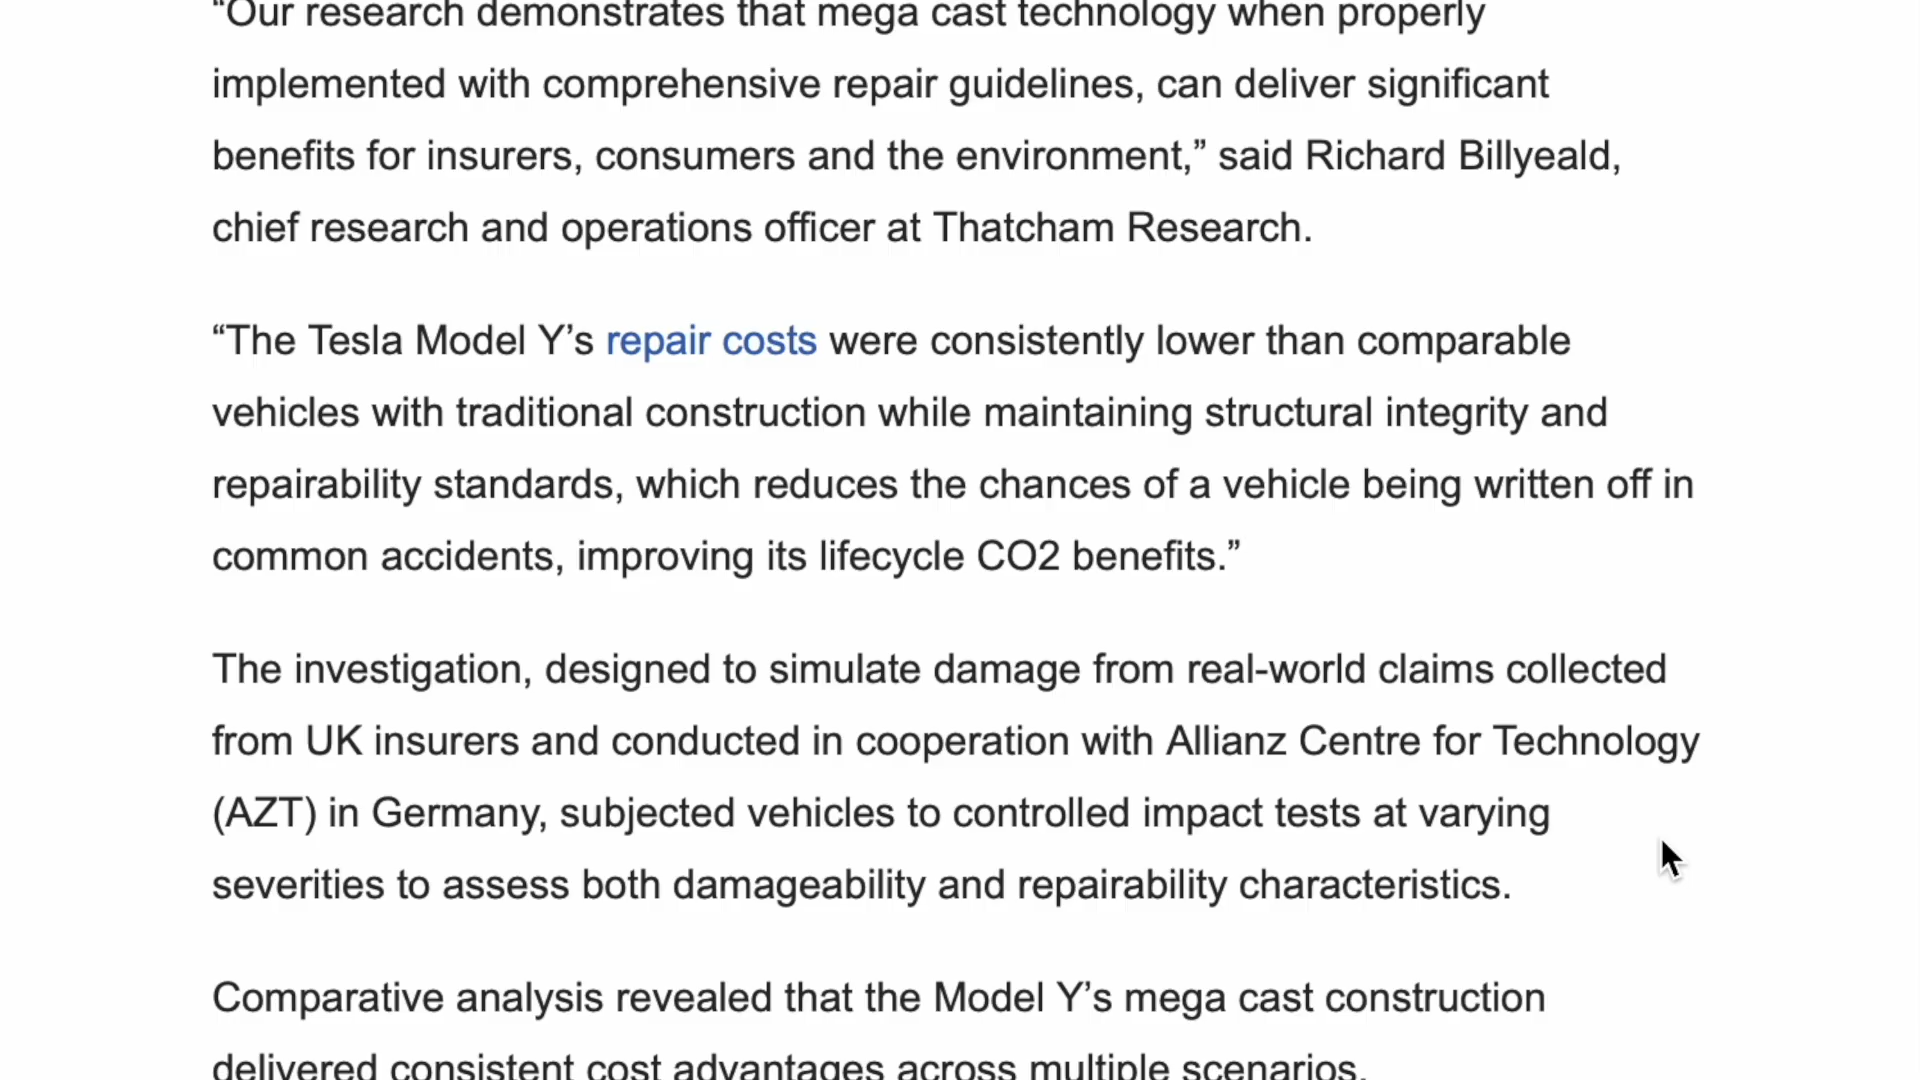 “Our research demonstrates that mega cast technology when properly
implemented with comprehensive repair guidelines, can deliver significant
benefits for insurers, consumers and the environment,” said Richard Billyeald,
chief research and operations officer at Thatcham Research.
“The Tesla Model Y’s repair costs were consistently lower than comparable
vehicles with traditional construction while maintaining structural integrity and
repairability standards, which reduces the chances of a vehicle being written off in
common accidents, improving its lifecycle CO2 benefits.”
The investigation, designed to simulate damage from real-world claims collected
from UK insurers and conducted in cooperation with Allianz Centre for Technology
(AZT) in Germany, subjected vehicles to controlled impact tests at varying
severities to assess both damageability and repairability characteristics.
Comparative analysis revealed that the Model Y’s mega cast construction
delivered consistent cost advantages across multiple scenarios.